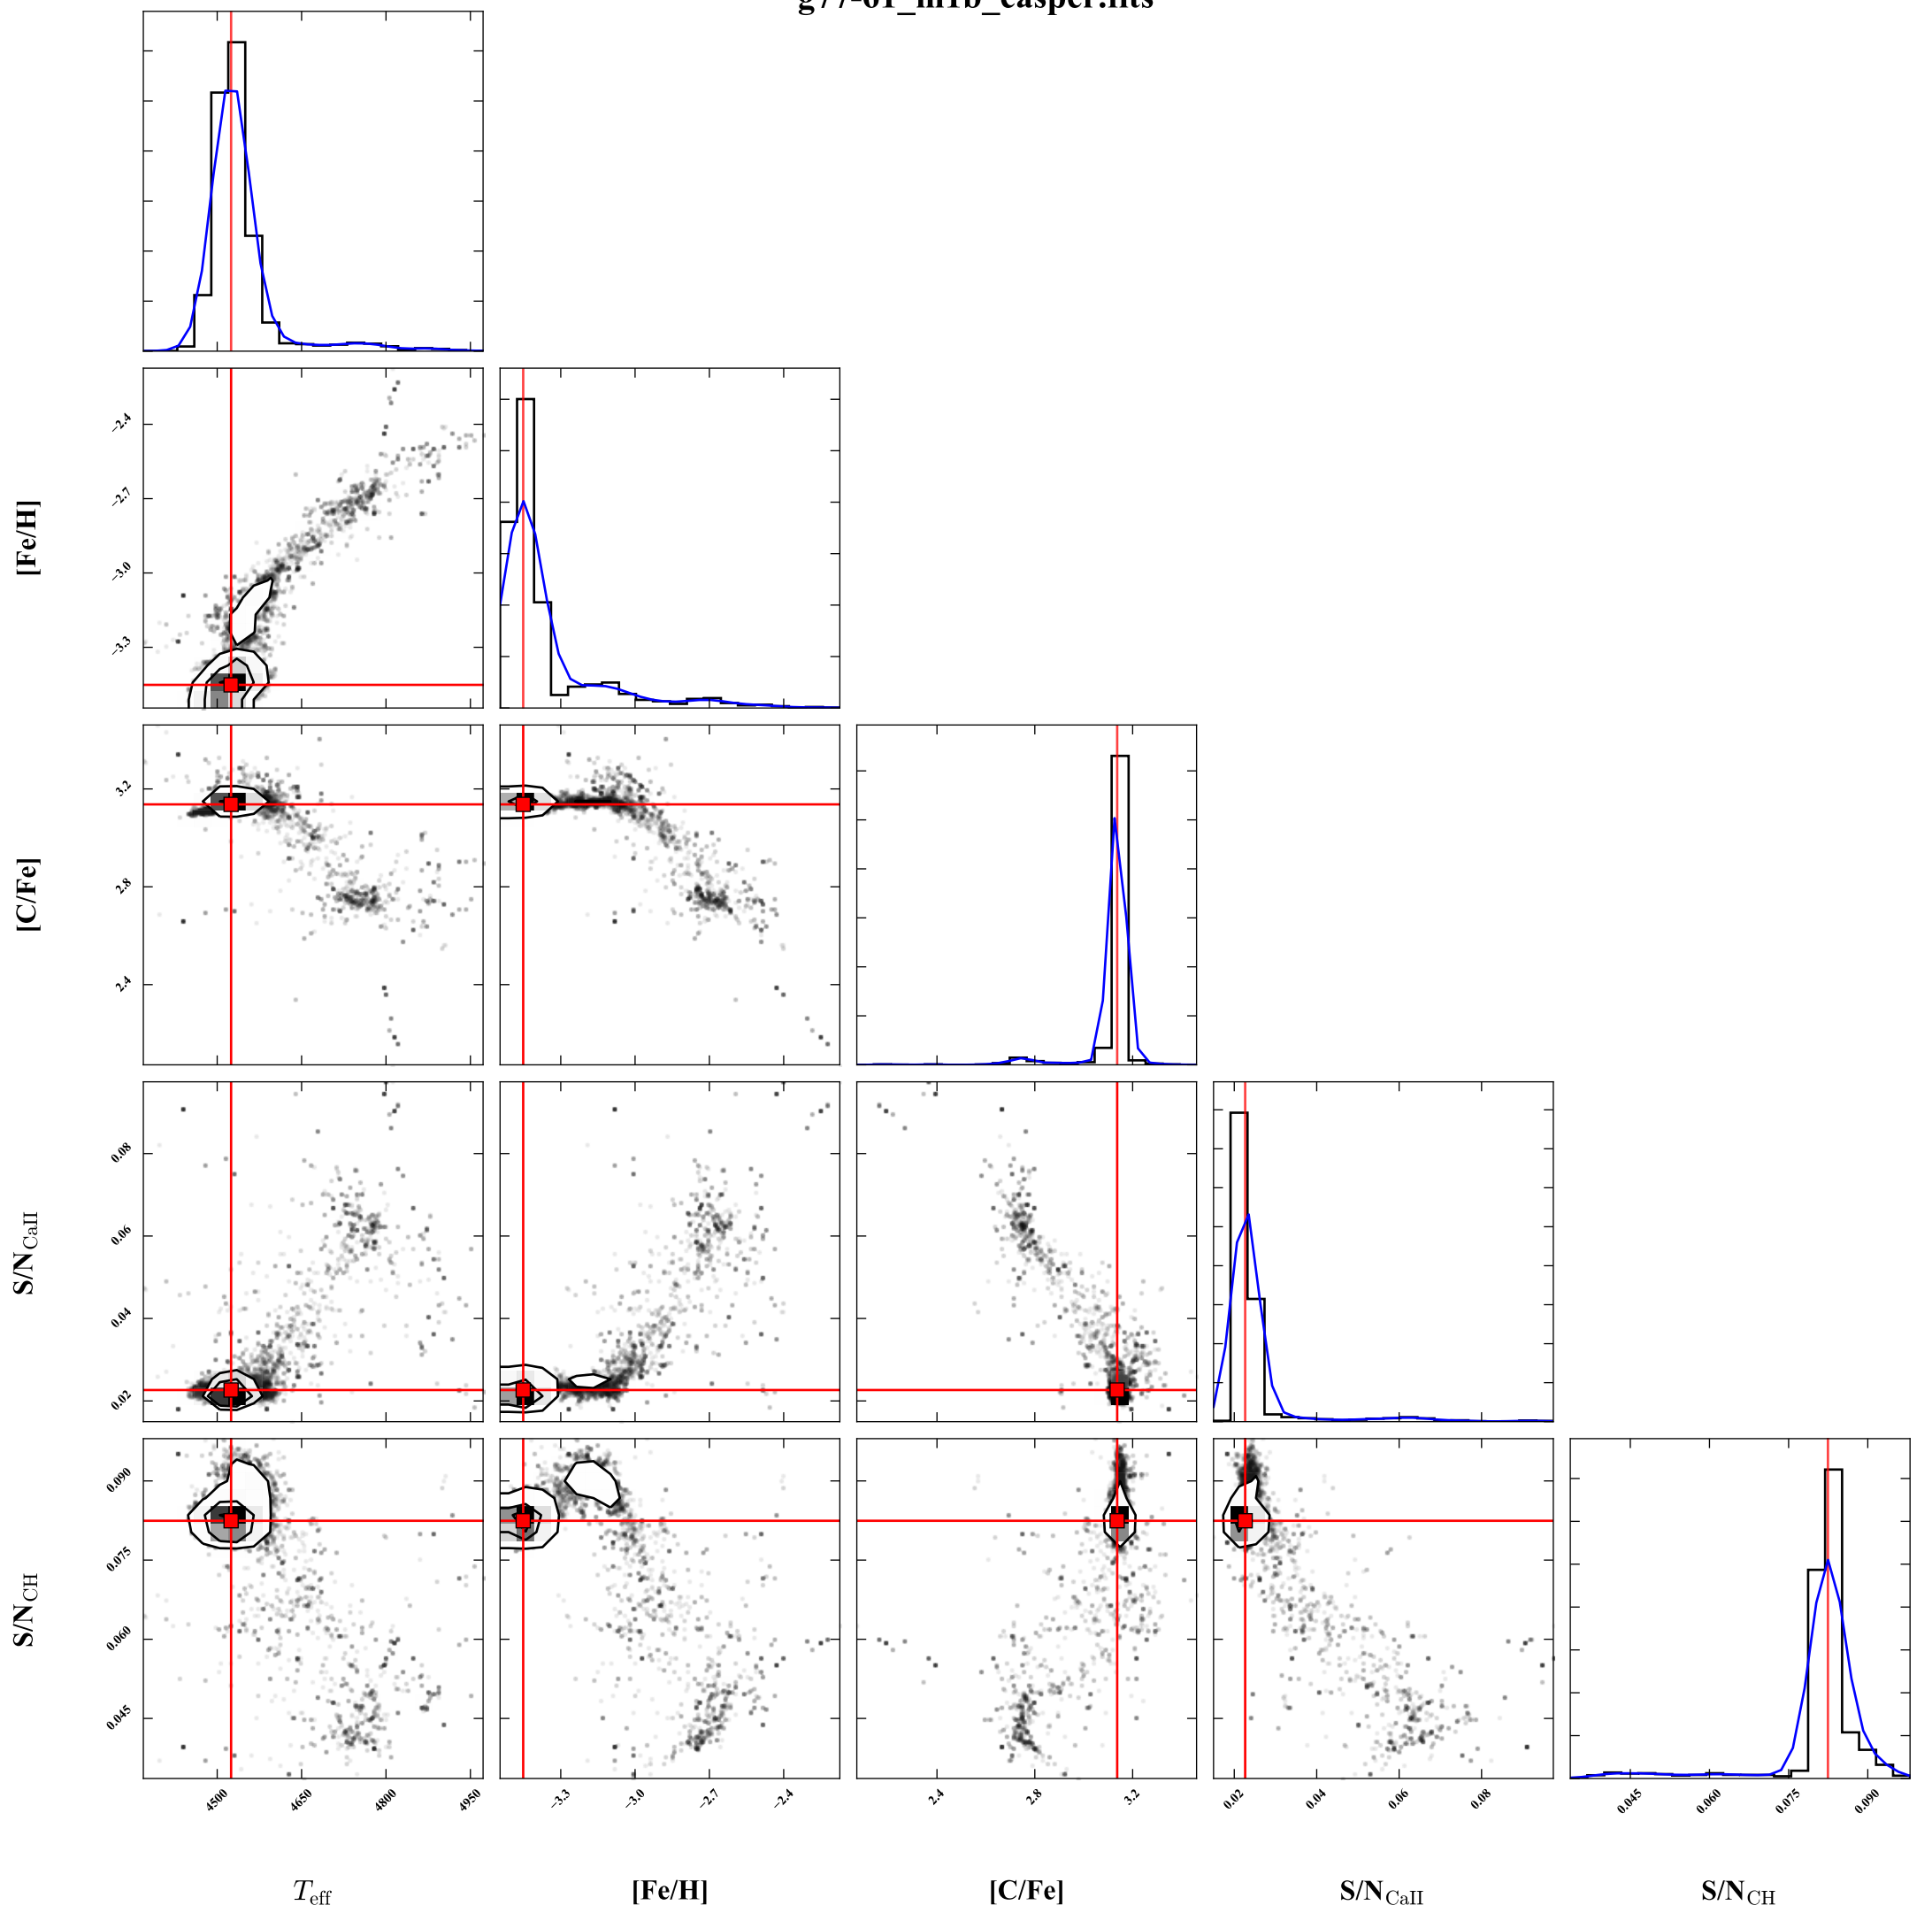 g77-61_m1b_casper.fits
−2.4
−2.7
−3.0
−3.3
[Fe/H]
3.2
2.8
2.4
[C/Fe]
0.08
0.06
0.04
0.02
S/N CaII
0.090
0.075
0.060
0.045
S/N CH
4500 4650 4800 4950 −3.3 −3.0 −2.7 −2.4 2.4 2.8 3.2 0.02 0.04 0.06 0.08 0.045 0.060 0.075 0.090
T eff [Fe/H] [C/Fe] S/N CaII S/N CH